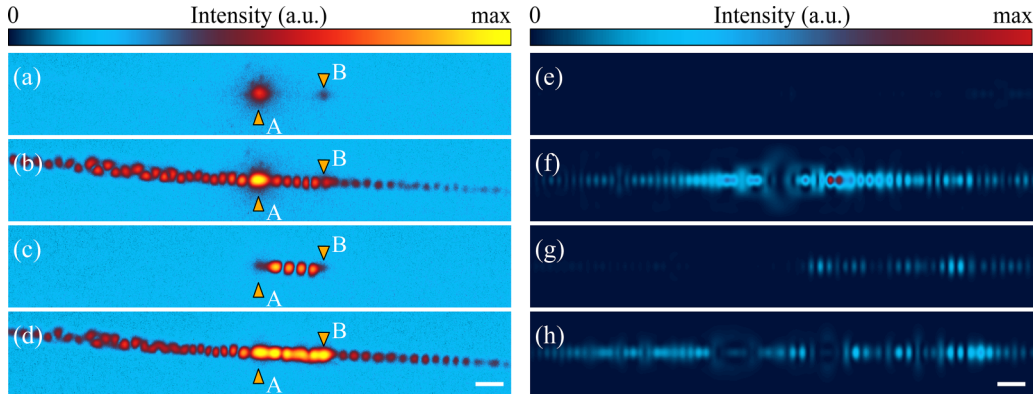 0 Intensity (a.u.) max
0 Intensity (a.u.) max
(a) B
A
(e)
(b) B
A
(f)
(c) B
A
(g)
(d) B
A
(h)